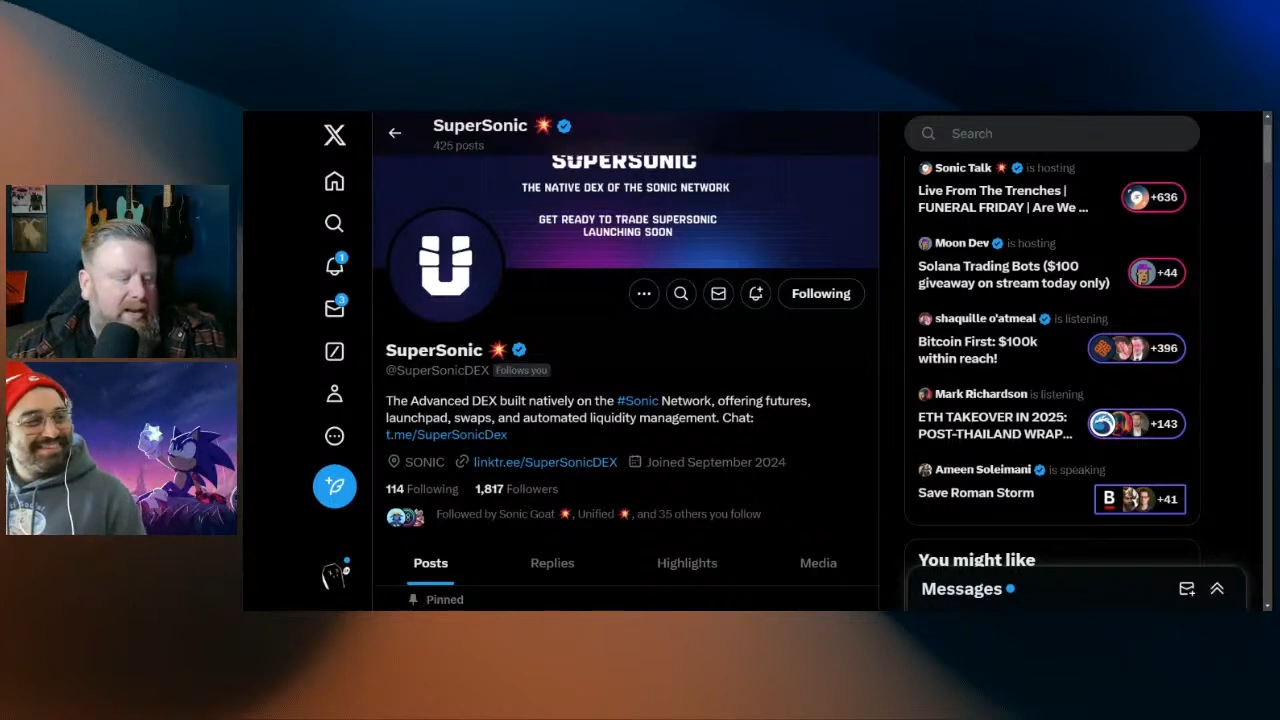 SuperSonic
425 posts
SUPERSONIC
THE NATIVE DEX OF THE SONIC NETWORK
GET READY TO TRADE SUPERSONIC
LAUNCHING SOON
1
3
Following
SuperSonic
@SuperSonicDEX Follows you
The Advanced DEX built natively on the #Sonic Network, offering futures,
launchpad, swaps, and automated liquidity management. Chat:
t.me/SuperSonicDex
SONIC linktr.ee/SuperSonicDEX Joined September 2024
114 Following 1,817 Followers
Followed by Sonic Goat, Unified, and 35 others you follow
Posts Replies Highlights Media
Pinned
Search
Sonic Talk is hosting
Live From The Trenches |
FUNERAL FRIDAY | Are We ...
+636
Moon Dev is hosting
Solana Trading Bots ($100
giveaway on stream today only)
+44
shaquille o'atmeal is listening
Bitcoin First: $100k
within reach!
+396
Mark Richardson is listening
ETH TAKEOVER IN 2025:
POST-THAILAND WRAP...
+143
Ameen Soleimani is speaking
Save Roman Storm
B +41
You might like
Messages